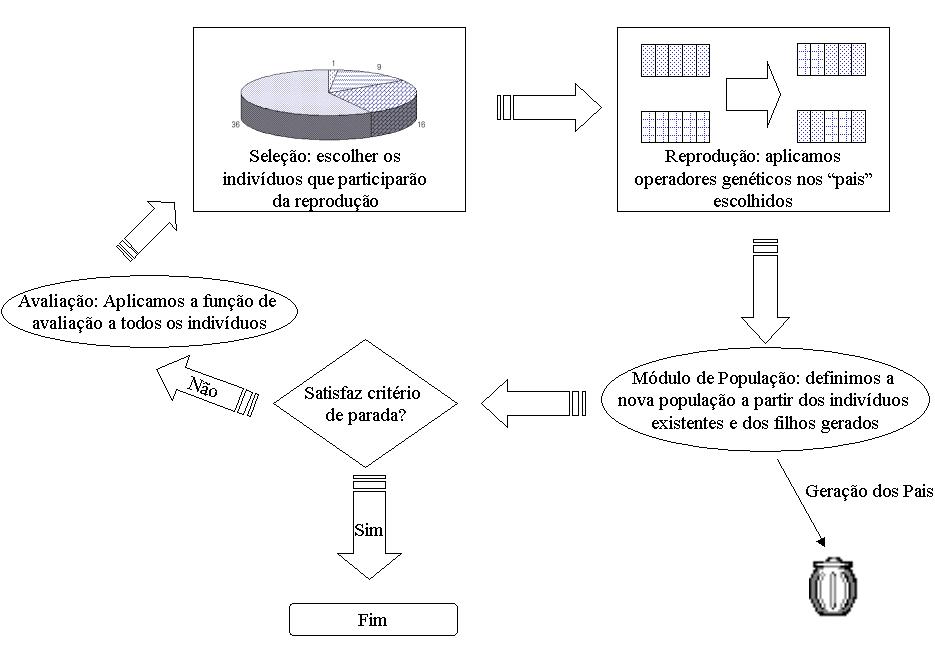 1
9
36
16
Seleção: escolher os
indivíduos que participarão
da reprodução
Reprodução: aplicamos
operadores genéticos nos “pais”
escolhidos
Avaliação: Aplicamos a função de
avaliação a todos os indivíduos
Não
Satisfaz critério
de parada?
Módulo de População: definimos a
nova população a partir dos indivíduos
existentes e dos filhos gerados
Geração dos Pais
Sim
Fim